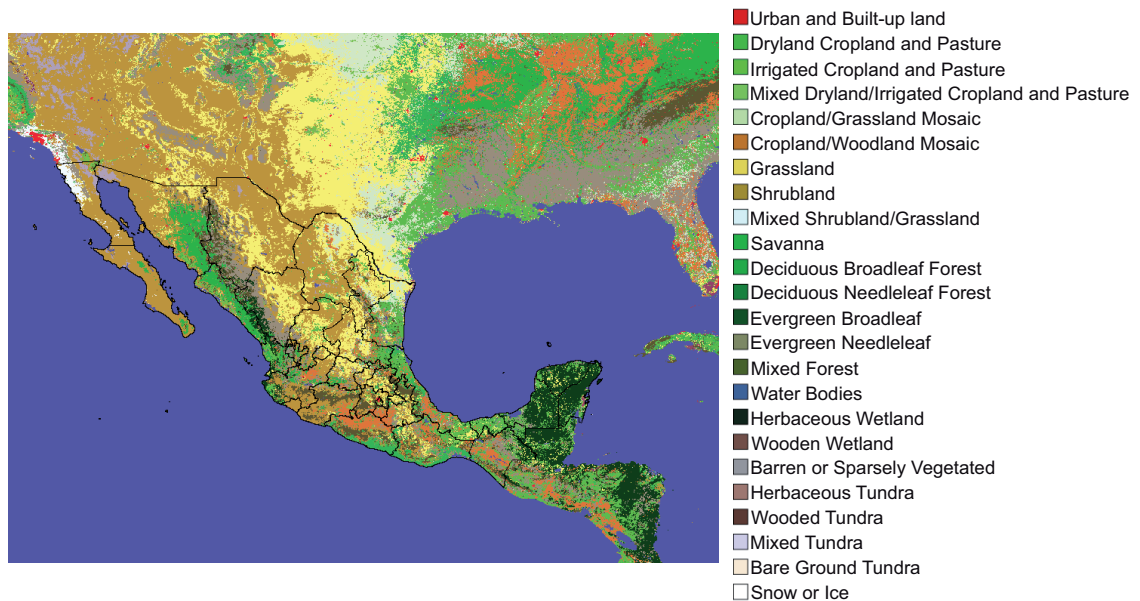 Urban and Built-up land
Dryland Cropland and Pasture
Irrigated Cropland and Pasture
Mixed Dryland/Irrigated Cropland and Pasture
Cropland/Grassland Mosaic
Cropland/Woodland Mosaic
Grassland
Shrubland
Mixed Shrubland/Grassland
Savanna
Deciduous Broadleaf Forest
Deciduous Needleleaf Forest
Evergreen Broadleaf
Evergreen Needleleaf
Mixed Forest
Water Bodies
Herbaceous Wetland
Wooden Wetland
Barren or Sparsely Vegetated
Herbaceous Tundra
Wooded Tundra
Mixed Tundra
Bare Ground Tundra
Snow or Ice